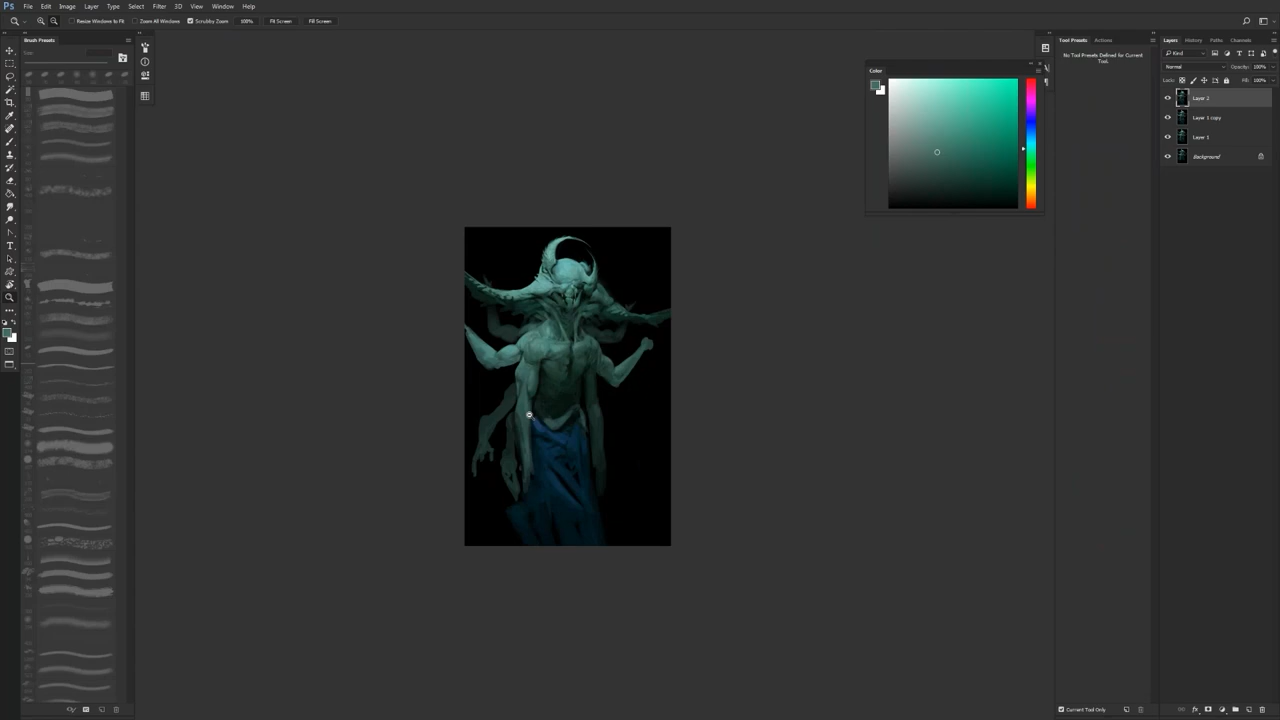 Ps File Edit Image Layer Type Select Filter 3D View Window Help
Resize Windows to Fit Zoom All Windows Scrubby Zoom 100% Fit Screen Fill Screen
Brush Presets
Size:
Color
Tool Presets Actions
No Tool Presets Defined for Current Tool.
Current Tool Only
Layers History Paths Channels
Kind
Normal Opacity: 100%
Lock: Fill: 100%
Layer 2
Layer 1 copy
Layer 1
Background